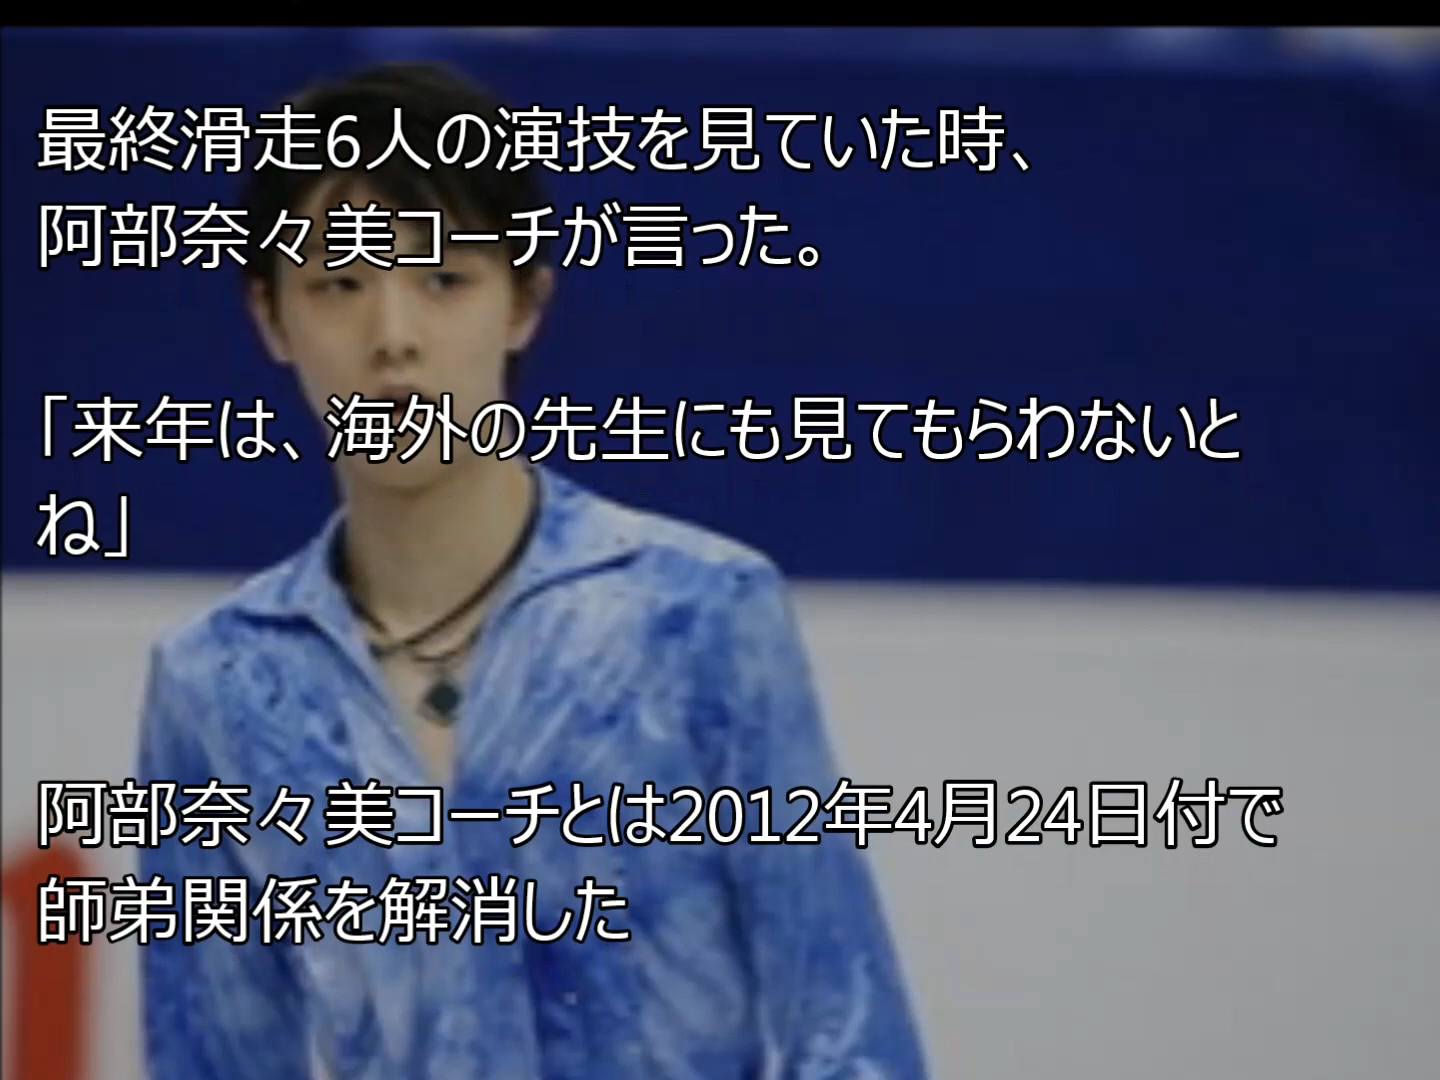 最終滑走6人の演技を見ていた時、
阿部奈々美コーチが言った。
「来年は、海外の先生にも見てもらわないと
ね」
阿部奈々美コーチとは2012年4月24日付で
師弟関係を解消した